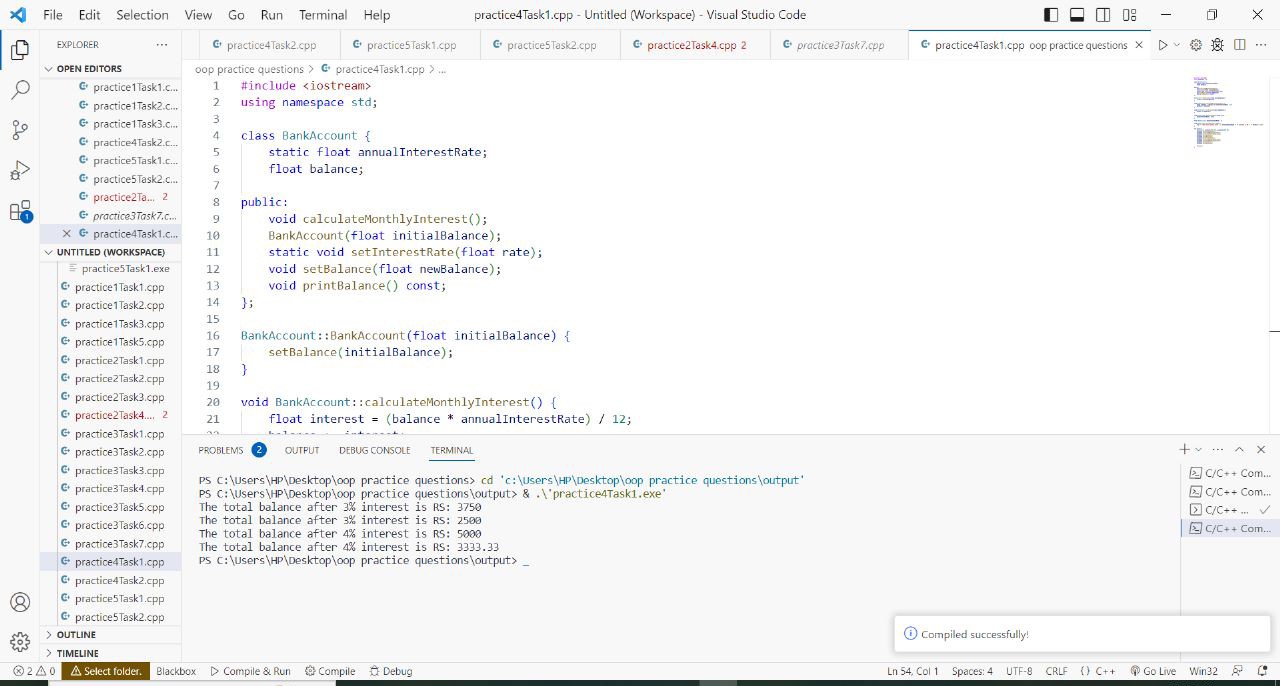 File Edit Selection View Go Run Terminal Help
practice4Task1.cpp - Untitled (Workspace) - Visual Studio Code
EXPLORER ...
practice4Task2.cpp practice5Task1.cpp practice5Task2.cpp practice2Task4.cpp 2 practice3Task7.cpp practice4Task1.cpp oop practice questions
OPEN EDITORS
practice1Task1.c...
practice1Task2.c...
practice1Task3.c...
practice4Task2.c...
practice5Task1.c...
practice5Task2.c...
practice2Ta... 2
practice3Task7.c...
practice4Task1.c...
UNTITLED (WORKSPACE)
practice5Task1.exe
practice1Task1.cpp
practice1Task2.cpp
practice1Task3.cpp
practice1Task5.cpp
practice2Task1.cpp
practice2Task2.cpp
practice2Task3.cpp
practice2Task4.... 2
practice3Task1.cpp
practice3Task2.cpp
practice3Task3.cpp
practice3Task4.cpp
practice3Task5.cpp
practice3Task6.cpp
practice3Task7.cpp
practice4Task1.cpp
practice4Task2.cpp
practice5Task1.cpp
practice5Task2.cpp
OUTLINE
TIMELINE
1
oop practice questions > practice4Task1.cpp > ...
1 #include <iostream>
2 using namespace std;
3
4 class BankAccount {
5 static float annualInterestRate;
6 float balance;
7
8 public:
9 void calculateMonthlyInterest();
10 BankAccount(float initialBalance);
11 static void setInterestRate(float rate);
12 void setBalance(float newBalance);
13 void printBalance() const;
14 };
15
16 BankAccount::BankAccount(float initialBalance) {
17 setBalance(initialBalance);
18 }
19
20 void BankAccount::calculateMonthlyInterest() {
21 float interest = (balance * annualInterestRate) / 12;
PROBLEMS 2 OUTPUT DEBUG CONSOLE TERMINAL
PS C:\Users\HP\Desktop\oop practice questions> cd 'c:\Users\HP\Desktop\oop practice questions\output'
PS C:\Users\HP\Desktop\oop practice questions\output> & .\'practice4Task1.exe'
The total balance after 3% interest is RS: 3750
The total balance after 3% interest is RS: 2500
The total balance after 4% interest is RS: 5000
The total balance after 4% interest is RS: 3333.33
PS C:\Users\HP\Desktop\oop practice questions\output> _
C/C++ Com...
C/C++ Com...
C/C++ ...
C/C++ Com...
Compiled successfully!
2 0 Select folder. Blackbox Compile & Run Compile Debug
Ln 54, Col 1 Spaces: 4 UTF-8 CRLF {} C++ Go Live Win32